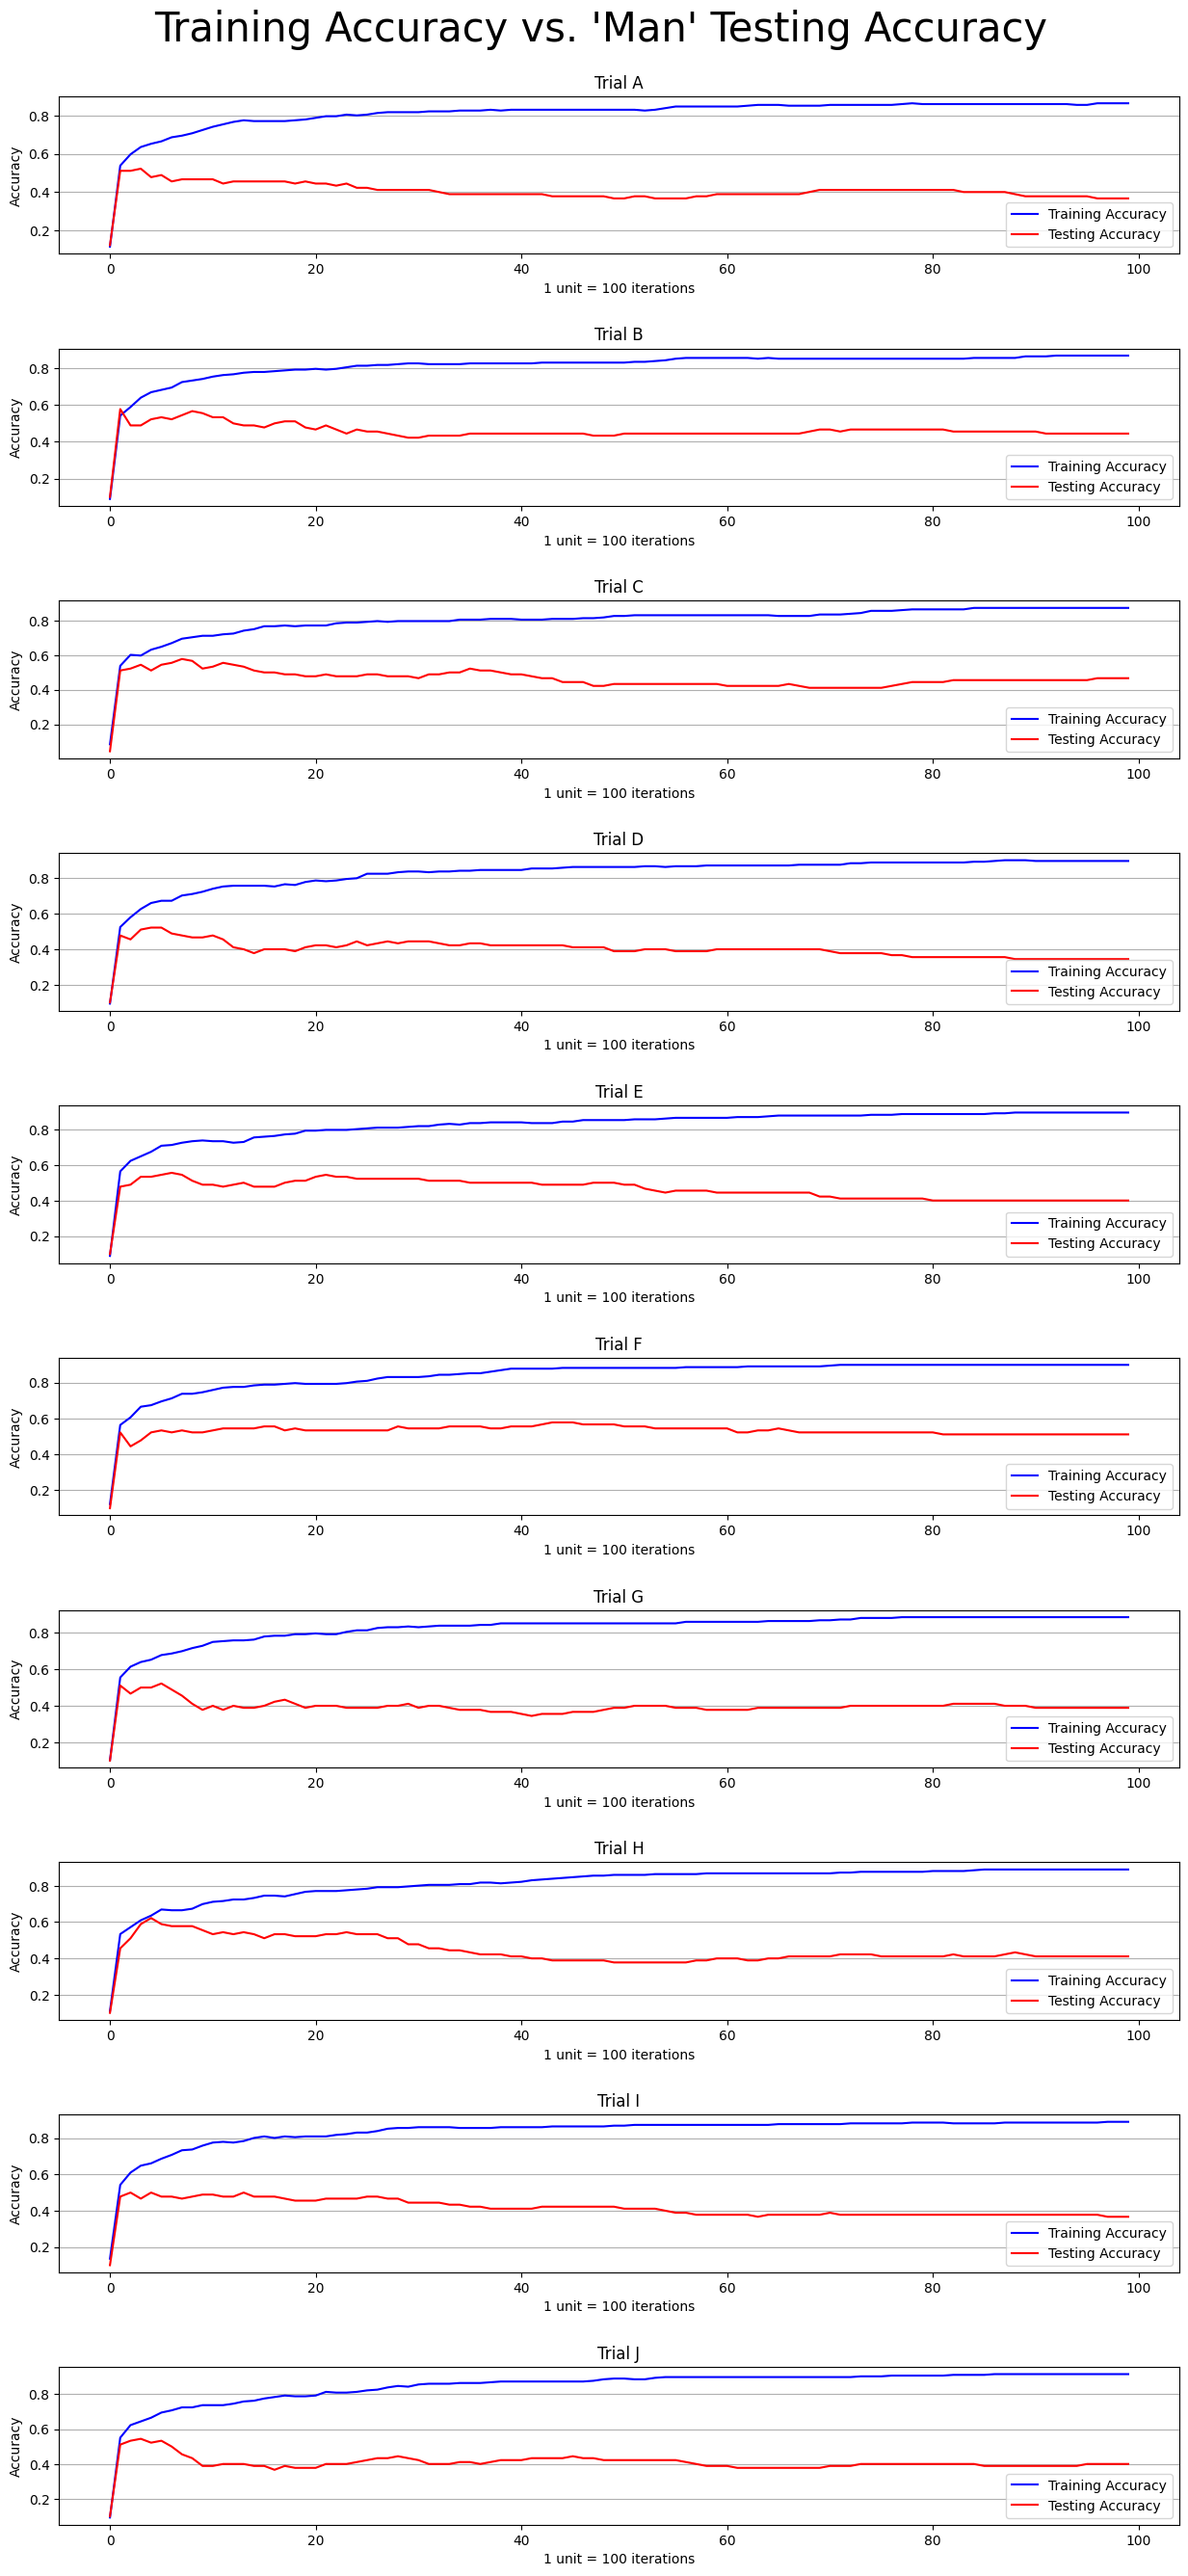 Training Accuracy vs. 'Man' Testing Accuracy
Trial A
Accuracy
0.8
0.6
0.4
0.2
Training Accuracy
Testing Accuracy
0 20 40 60 80 100
1 unit = 100 iterations
Trial B
Accuracy
0.8
0.6
0.4
0.2
Training Accuracy
Testing Accuracy
0 20 40 60 80 100
1 unit = 100 iterations
Trial C
Accuracy
0.8
0.6
0.4
0.2
Training Accuracy
Testing Accuracy
0 20 40 60 80 100
1 unit = 100 iterations
Trial D
Accuracy
0.8
0.6
0.4
0.2
Training Accuracy
Testing Accuracy
0 20 40 60 80 100
1 unit = 100 iterations
Trial E
Accuracy
0.8
0.6
0.4
0.2
Training Accuracy
Testing Accuracy
0 20 40 60 80 100
1 unit = 100 iterations
Trial F
Accuracy
0.8
0.6
0.4
0.2
Training Accuracy
Testing Accuracy
0 20 40 60 80 100
1 unit = 100 iterations
Trial G
Accuracy
0.8
0.6
0.4
0.2
Training Accuracy
Testing Accuracy
0 20 40 60 80 100
1 unit = 100 iterations
Trial H
Accuracy
0.8
0.6
0.4
0.2
Training Accuracy
Testing Accuracy
0 20 40 60 80 100
1 unit = 100 iterations
Trial I
Accuracy
0.8
0.6
0.4
0.2
Training Accuracy
Testing Accuracy
0 20 40 60 80 100
1 unit = 100 iterations
Trial J
Accuracy
0.8
0.6
0.4
0.2
Training Accuracy
Testing Accuracy
0 20 40 60 80 100
1 unit = 100 iterations